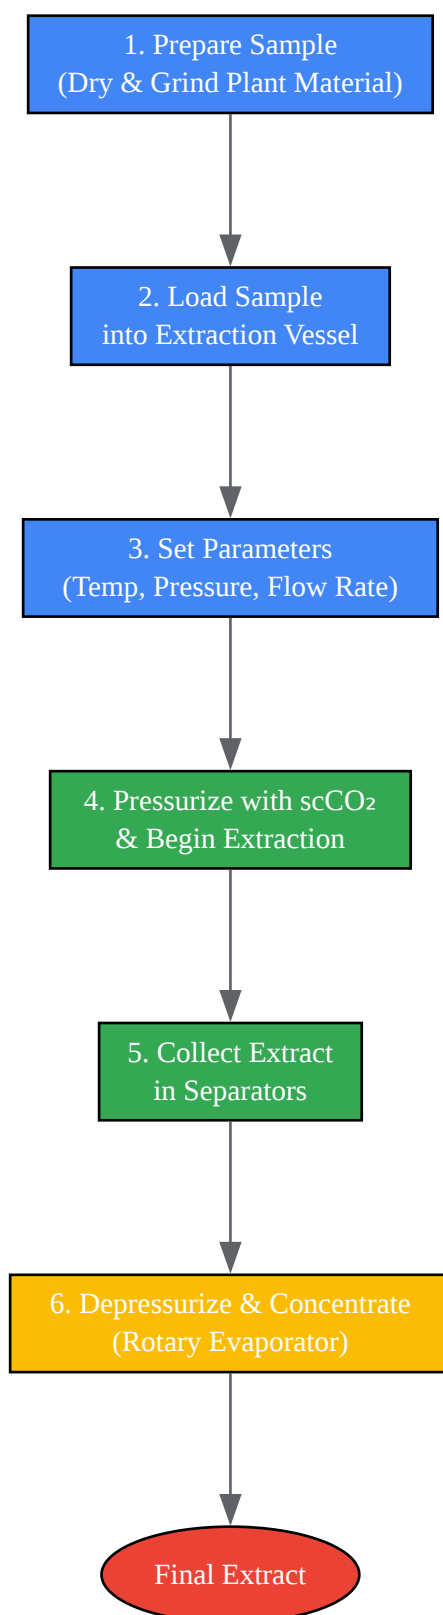 1. Prepare Sample
(Dry & Grind Plant Material)
2. Load Sample
into Extraction Vessel
3. Set Parameters
(Temp, Pressure, Flow Rate)
4. Pressurize with scCO₂
& Begin Extraction
5. Collect Extract
in Separators
6. Depressurize & Concentrate
(Rotary Evaporator)
Final Extract